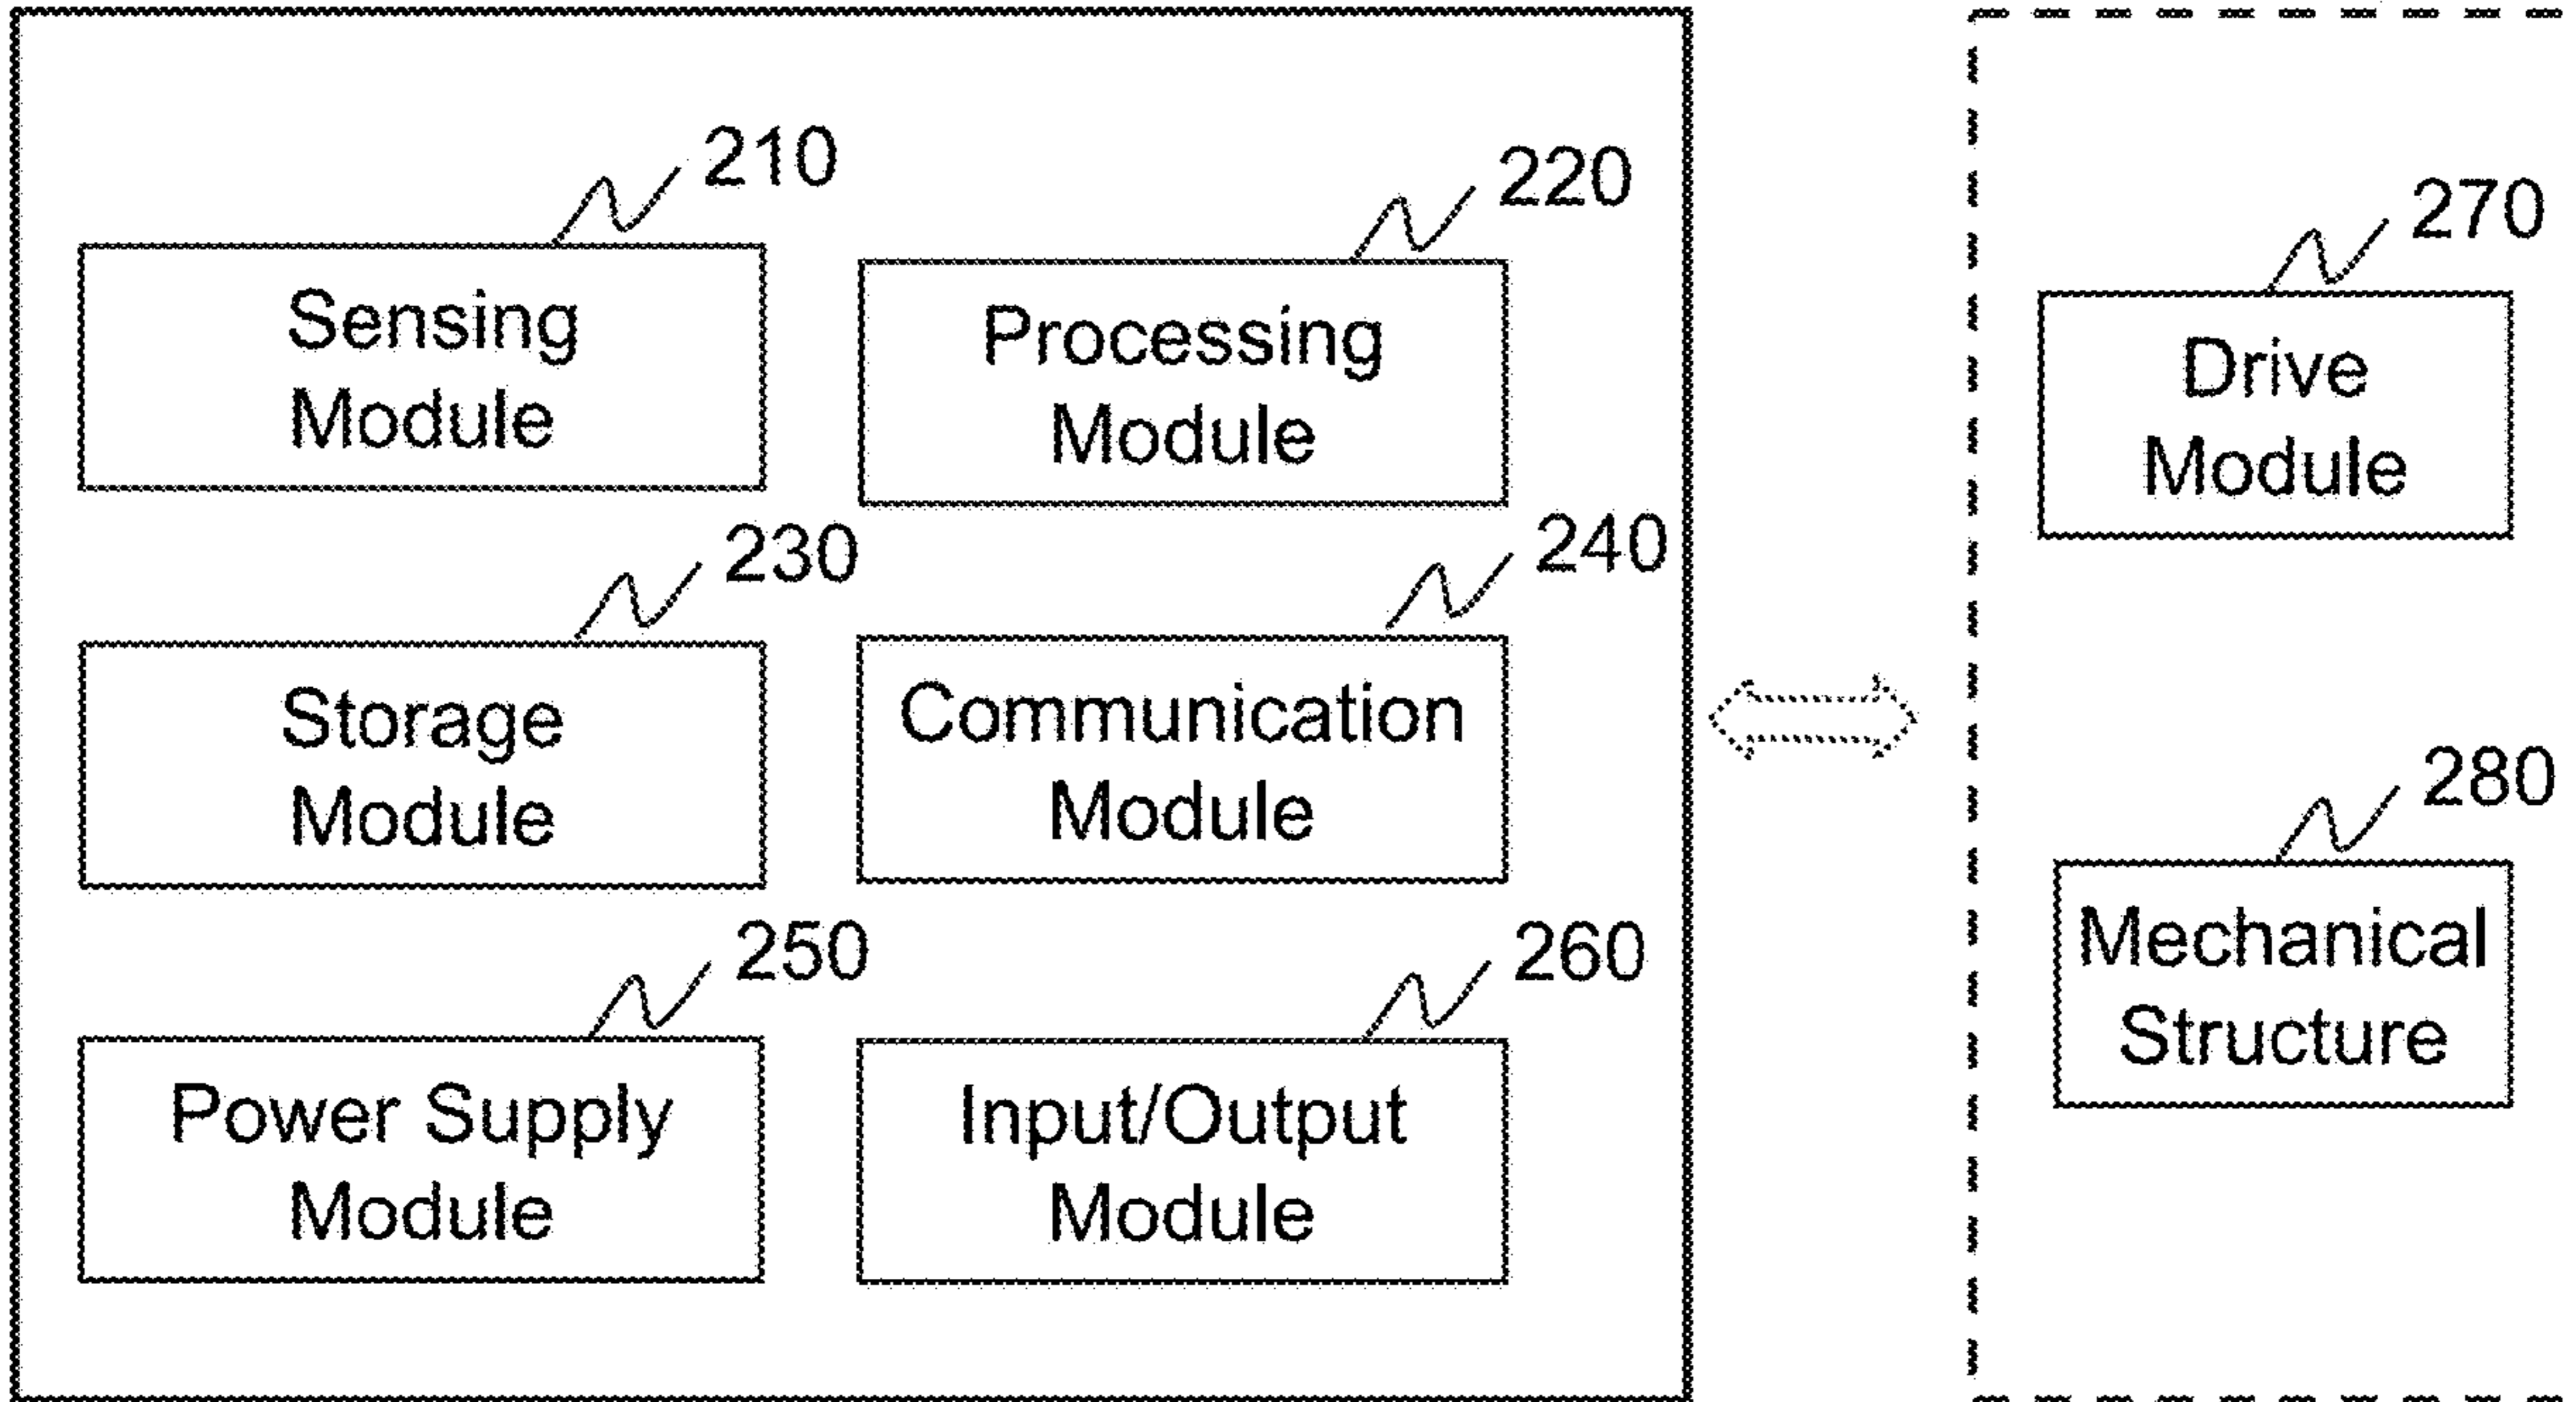 210
Sensing
Module
220
Processing
Module
230
Storage
Module
240
Communication
Module
250
Power Supply
Module
260
Input/Output
Module
270
Drive
Module
280
Mechanical
Structure